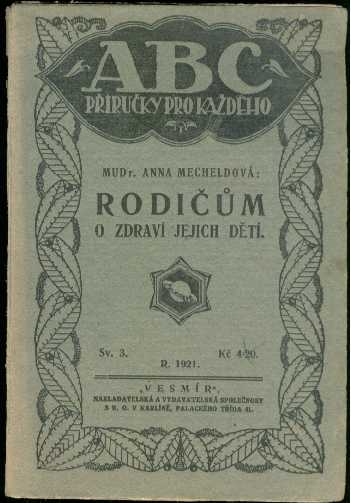 ABC
PŘÍRUČKY PRO KAŽDÉHO
MUDr. ANNA MECHELDOVÁ:
RODIČŮM
O ZDRAVÍ JEJICH DĚTÍ.
Sv. 3. Kč 4·20.
R. 1921.
„VESMÍR“,
NAKLADATELSKÁ A VYDAVATELSKÁ SPOLEČNOST
S R. O. V KARLÍNĚ, PALACKÉHO TŘÍDA 41.